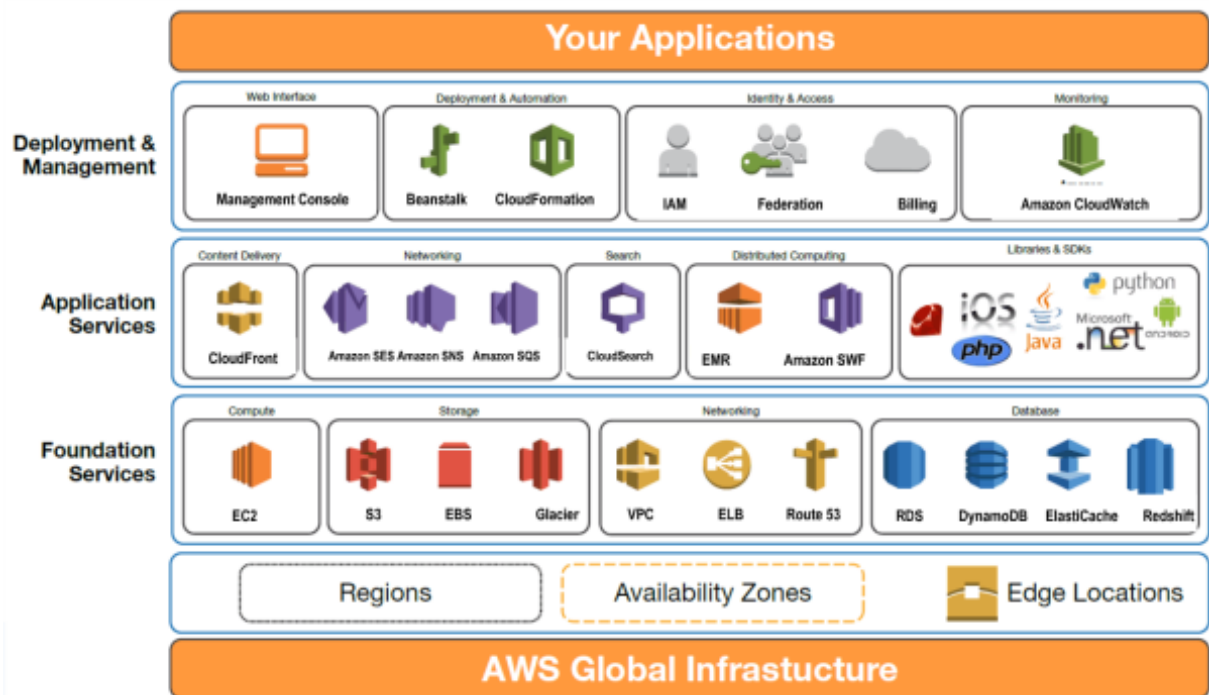 Your Applications
Deployment &
Management
Web Interface
Management Console
Deployment & Automation
Beanstalk
CloudFormation
Identity & Access
IAM
Federation
Billing
Monitoring
Amazon CloudWatch
Application
Services
Content Delivery
CloudFront
Networking
Amazon SES
Amazon SNS
Amazon SQS
Search
CloudSearch
Distributed Computing
EMR
Amazon SWF
Libraries & SDKs
iOS
php
Java
python
Microsoft
.net
ANDROID
Foundation
Services
Compute
EC2
Storage
S3
EBS
Glacier
Networking
VPC
ELB
Route 53
Database
RDS
DynamoDB
ElastiCache
Redshift
Regions
Availability Zones
Edge Locations
AWS Global Infrastucture